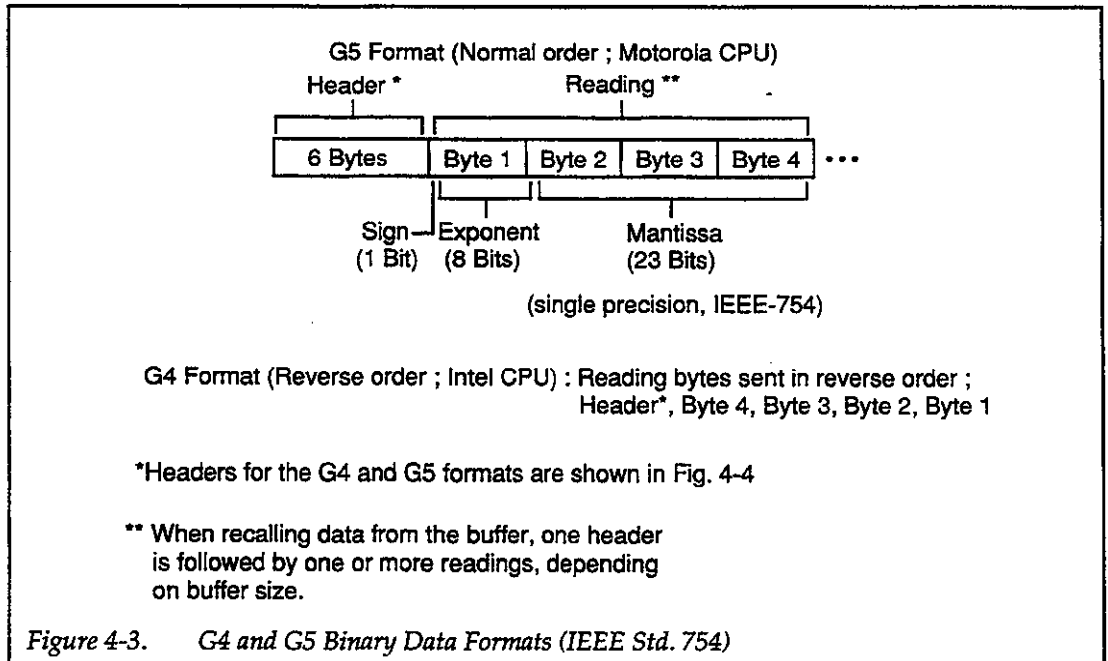 G5 Format (Normal order ; Motorola CPU)
Header * Reading **
6 Bytes Byte 1 Byte 2 Byte 3 Byte 4 •••
Sign Exponent Mantissa
(1 Bit) (8 Bits) (23 Bits)
(single precision, IEEE-754)
G4 Format (Reverse order ; Intel CPU) : Reading bytes sent in reverse order ;
Header*, Byte 4, Byte 3, Byte 2, Byte 1
*Headers for the G4 and G5 formats are shown in Fig. 4-4
** When recalling data from the buffer, one header
is followed by one or more readings, depending
on buffer size.
Figure 4-3. G4 and G5 Binary Data Formats (IEEE Std. 754)